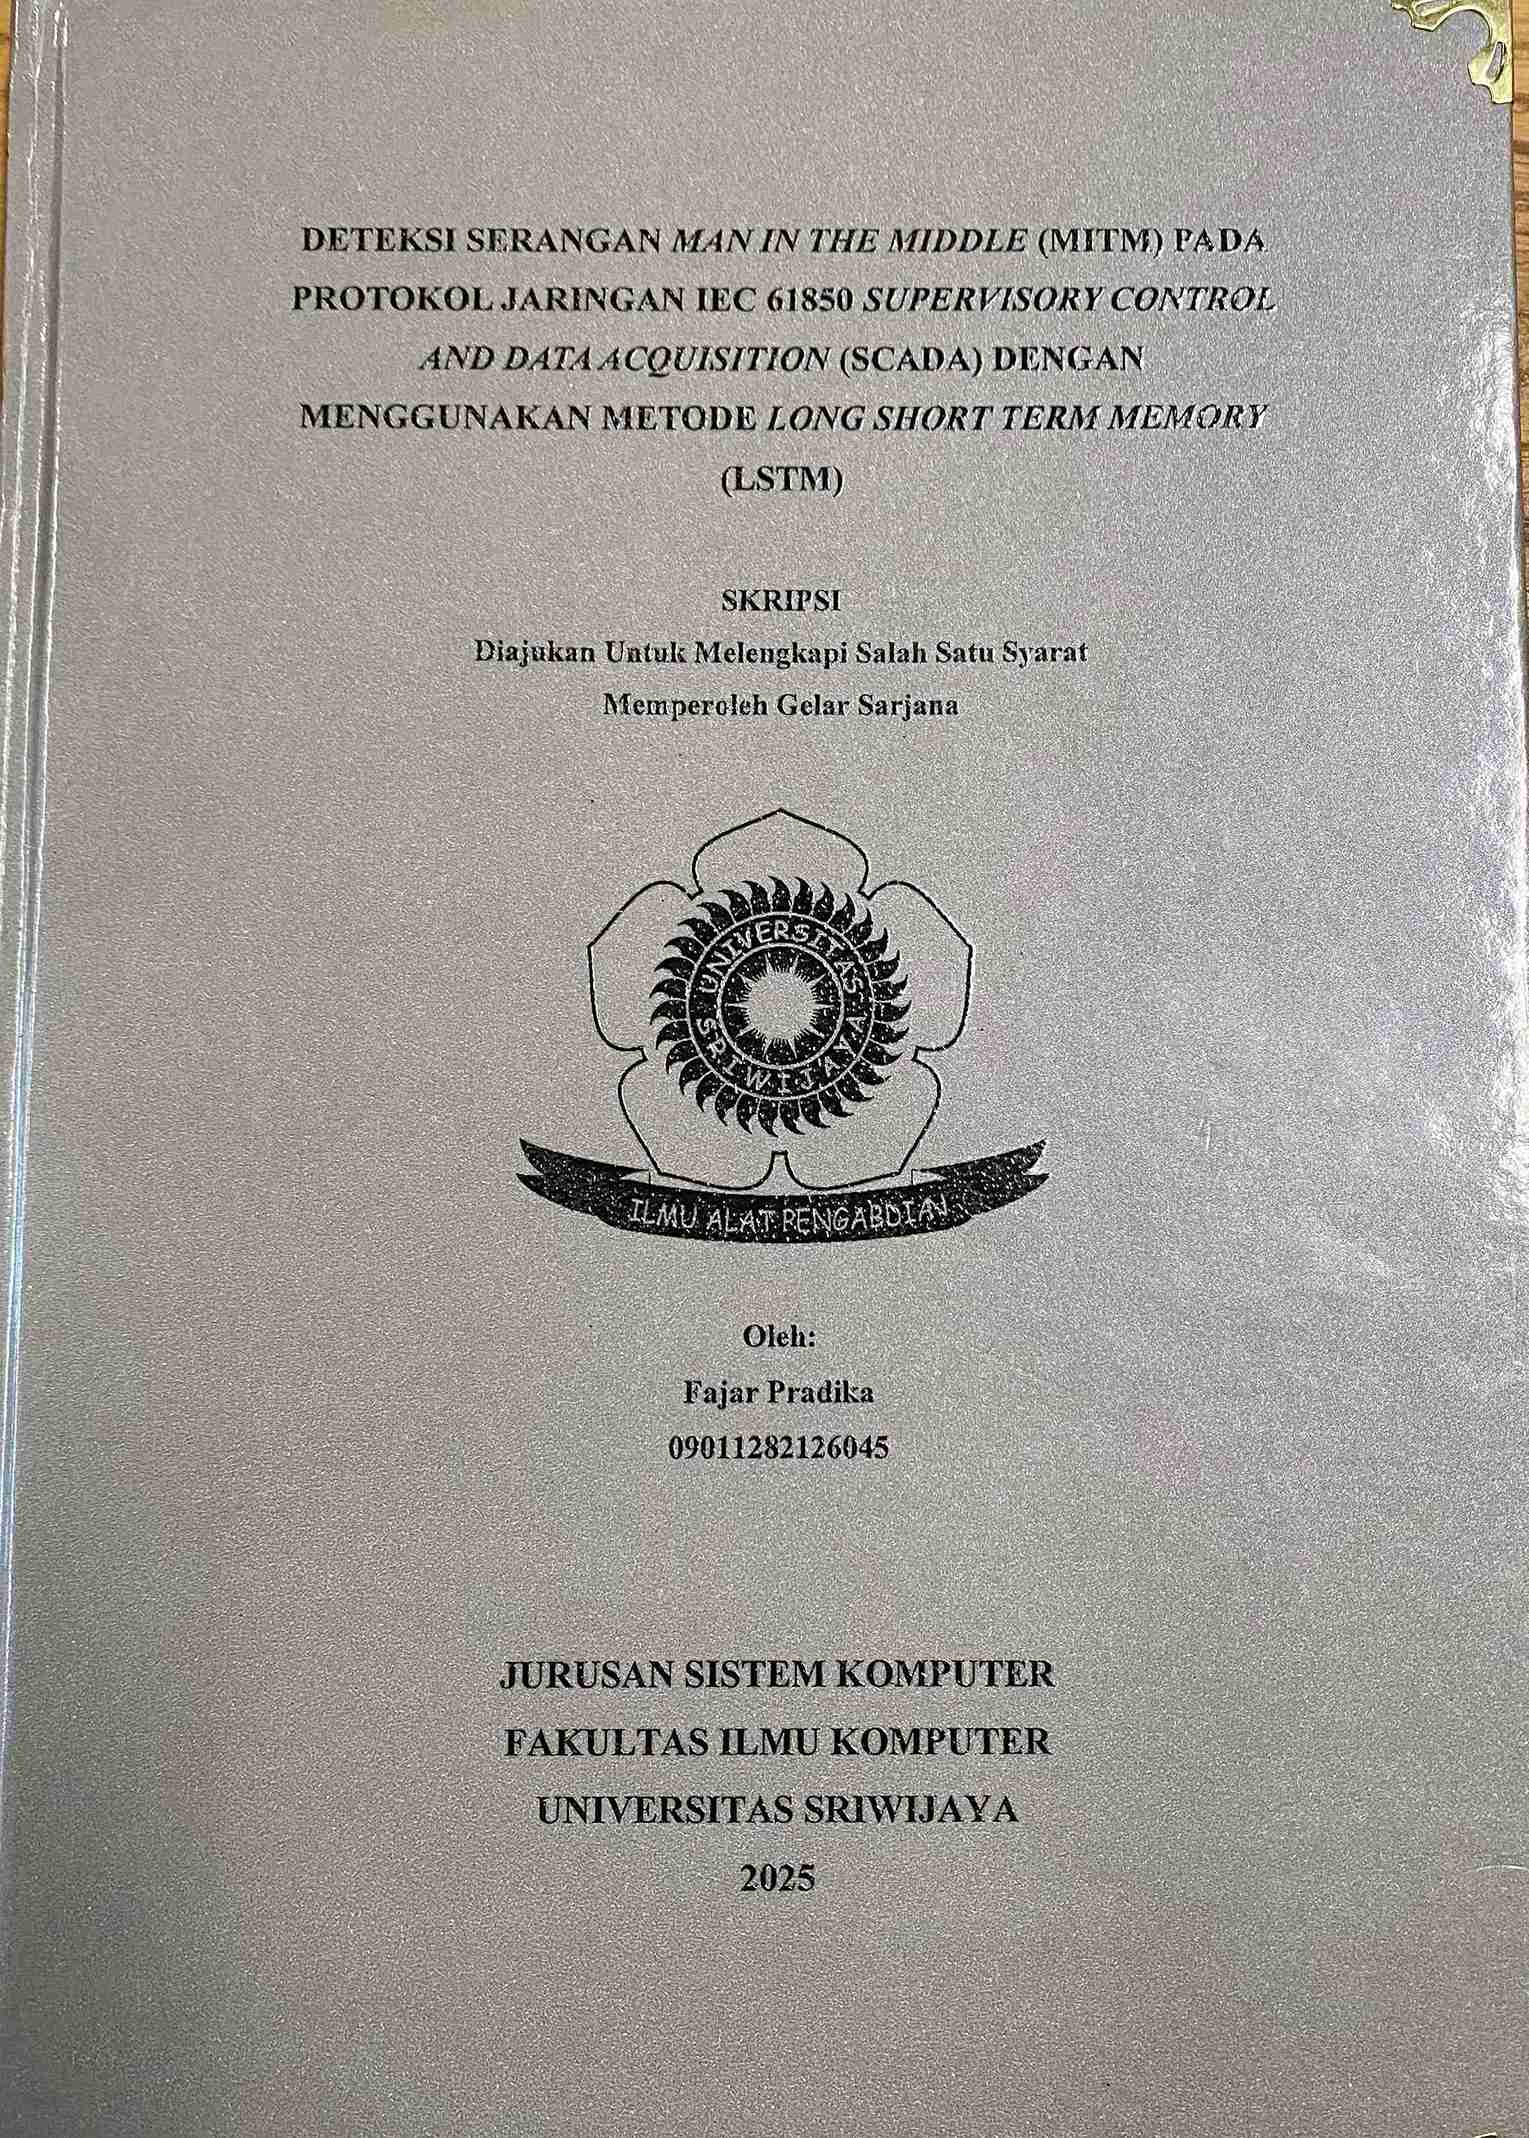 DETEKSI SERANGAN MAN IN THE MIDDLE (MITM) PADA
PROTOKOL JARINGAN IEC 61850 SUPERVISORY CONTROL
AND DATA ACQUISITION (SCADA) DENGAN
MENGGUNAKAN METODE LONG SHORT TERM MEMORY
(LSTM)
SKRIPSI
Diajukan Untuk Melengkapi Salah Satu Syarat
Memperoleh Gelar Sarjana
UNIVERSITAS
SRIWIJAYA
ILMU ALAT PENGABDIAN
Oleh:
Fajar Pradika
09011282126045
JURUSAN SISTEM KOMPUTER
FAKULTAS ILMU KOMPUTER
UNIVERSITAS SRIWIJAYA
2025